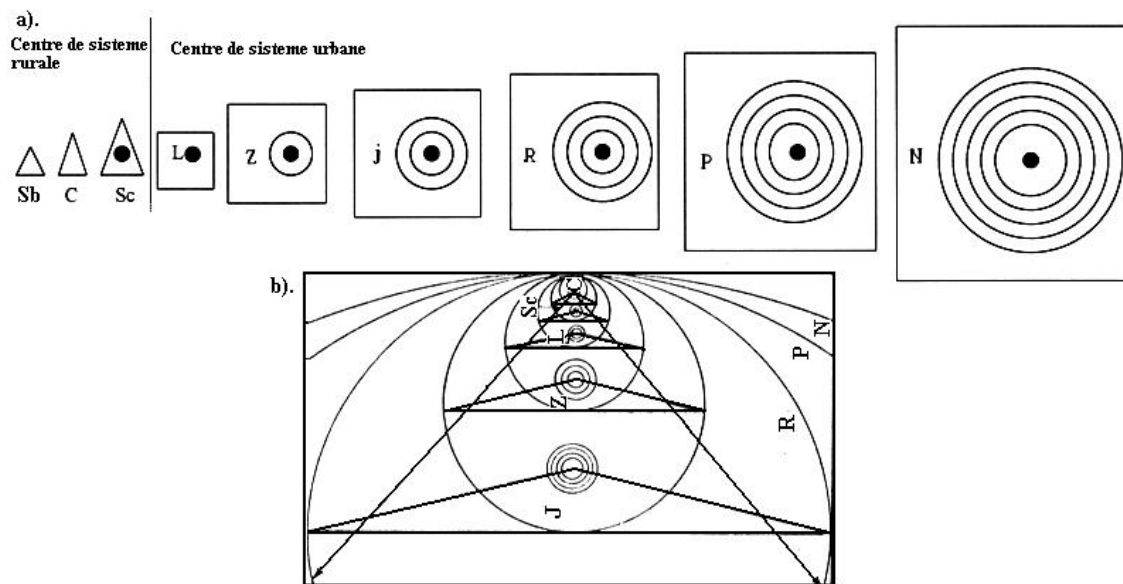 a).
Centre de sisteme
rurale
Centre de sisteme urbane
Sb
C
Sc
L
Z
j
R
P
N
b).
C
Sc
L
Z
J
R
P
N